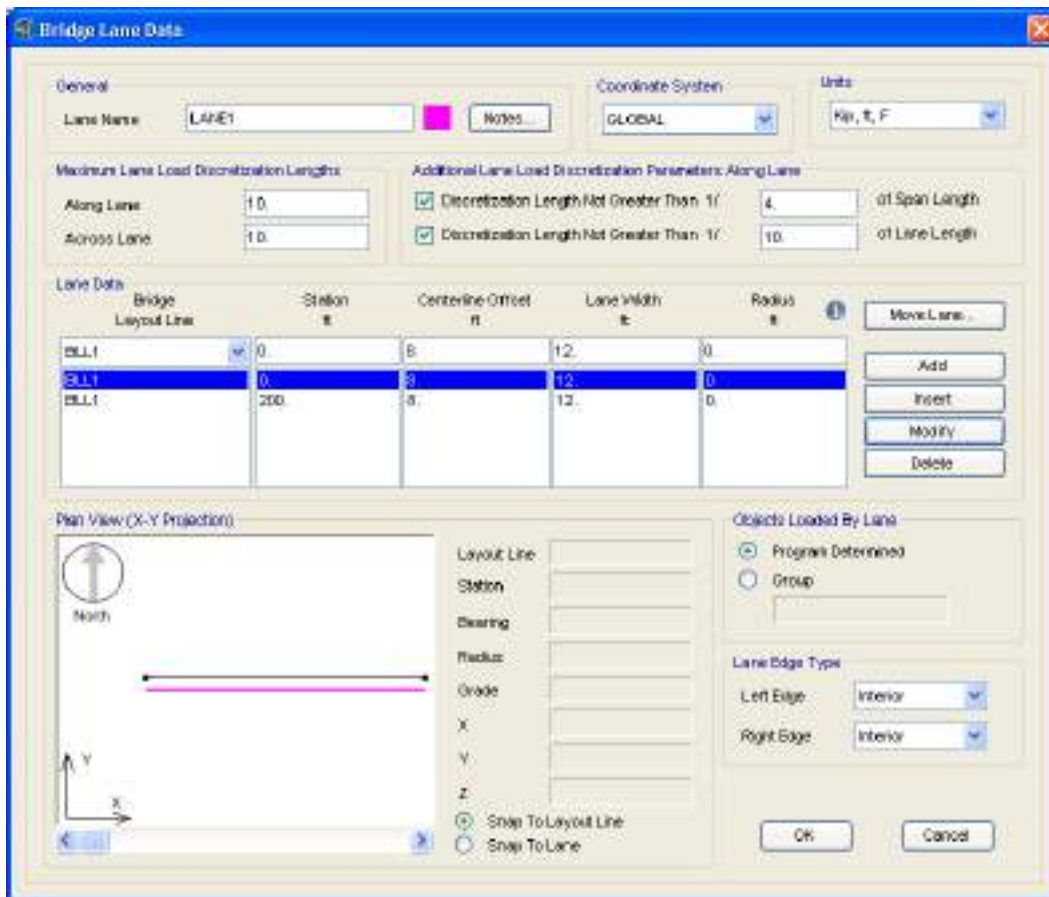 Bridge Lane Data
General
Coordinate System
Units
Lane Name LANE1 Notes... GLOBAL Kip, ft, F
Maximum Lane Load Discretization Lengths
Additional Lane Load Discretization Parameters Along Lane
Along Lane 10. Discretization Length Not Greater Than 1/ 4. of Span Length
Across Lane 10. Discretization Length Not Greater Than 1/ 10. of Lane Length
Lane Data
Bridge Layout Line Station ft Centerline Offset ft Lane Width ft Radius ft
Move Lane...
BLL1 0. 8. 12. 0.
BLL1 0. 8. 12. 0.
BLL1 200. 8. 12. 0.
Add
Insert
Modify
Delete
Plan View (X-Y Projection)
North
Y
X
Layout Line
Station
Bearing
Radius
Grade
X
Y
Z
Snap To Layout Line
Snap To Lane
Objects Loaded By Lane
Program Determined
Group
Lane Edge Type
Left Edge Interior
Right Edge Interior
OK Cancel